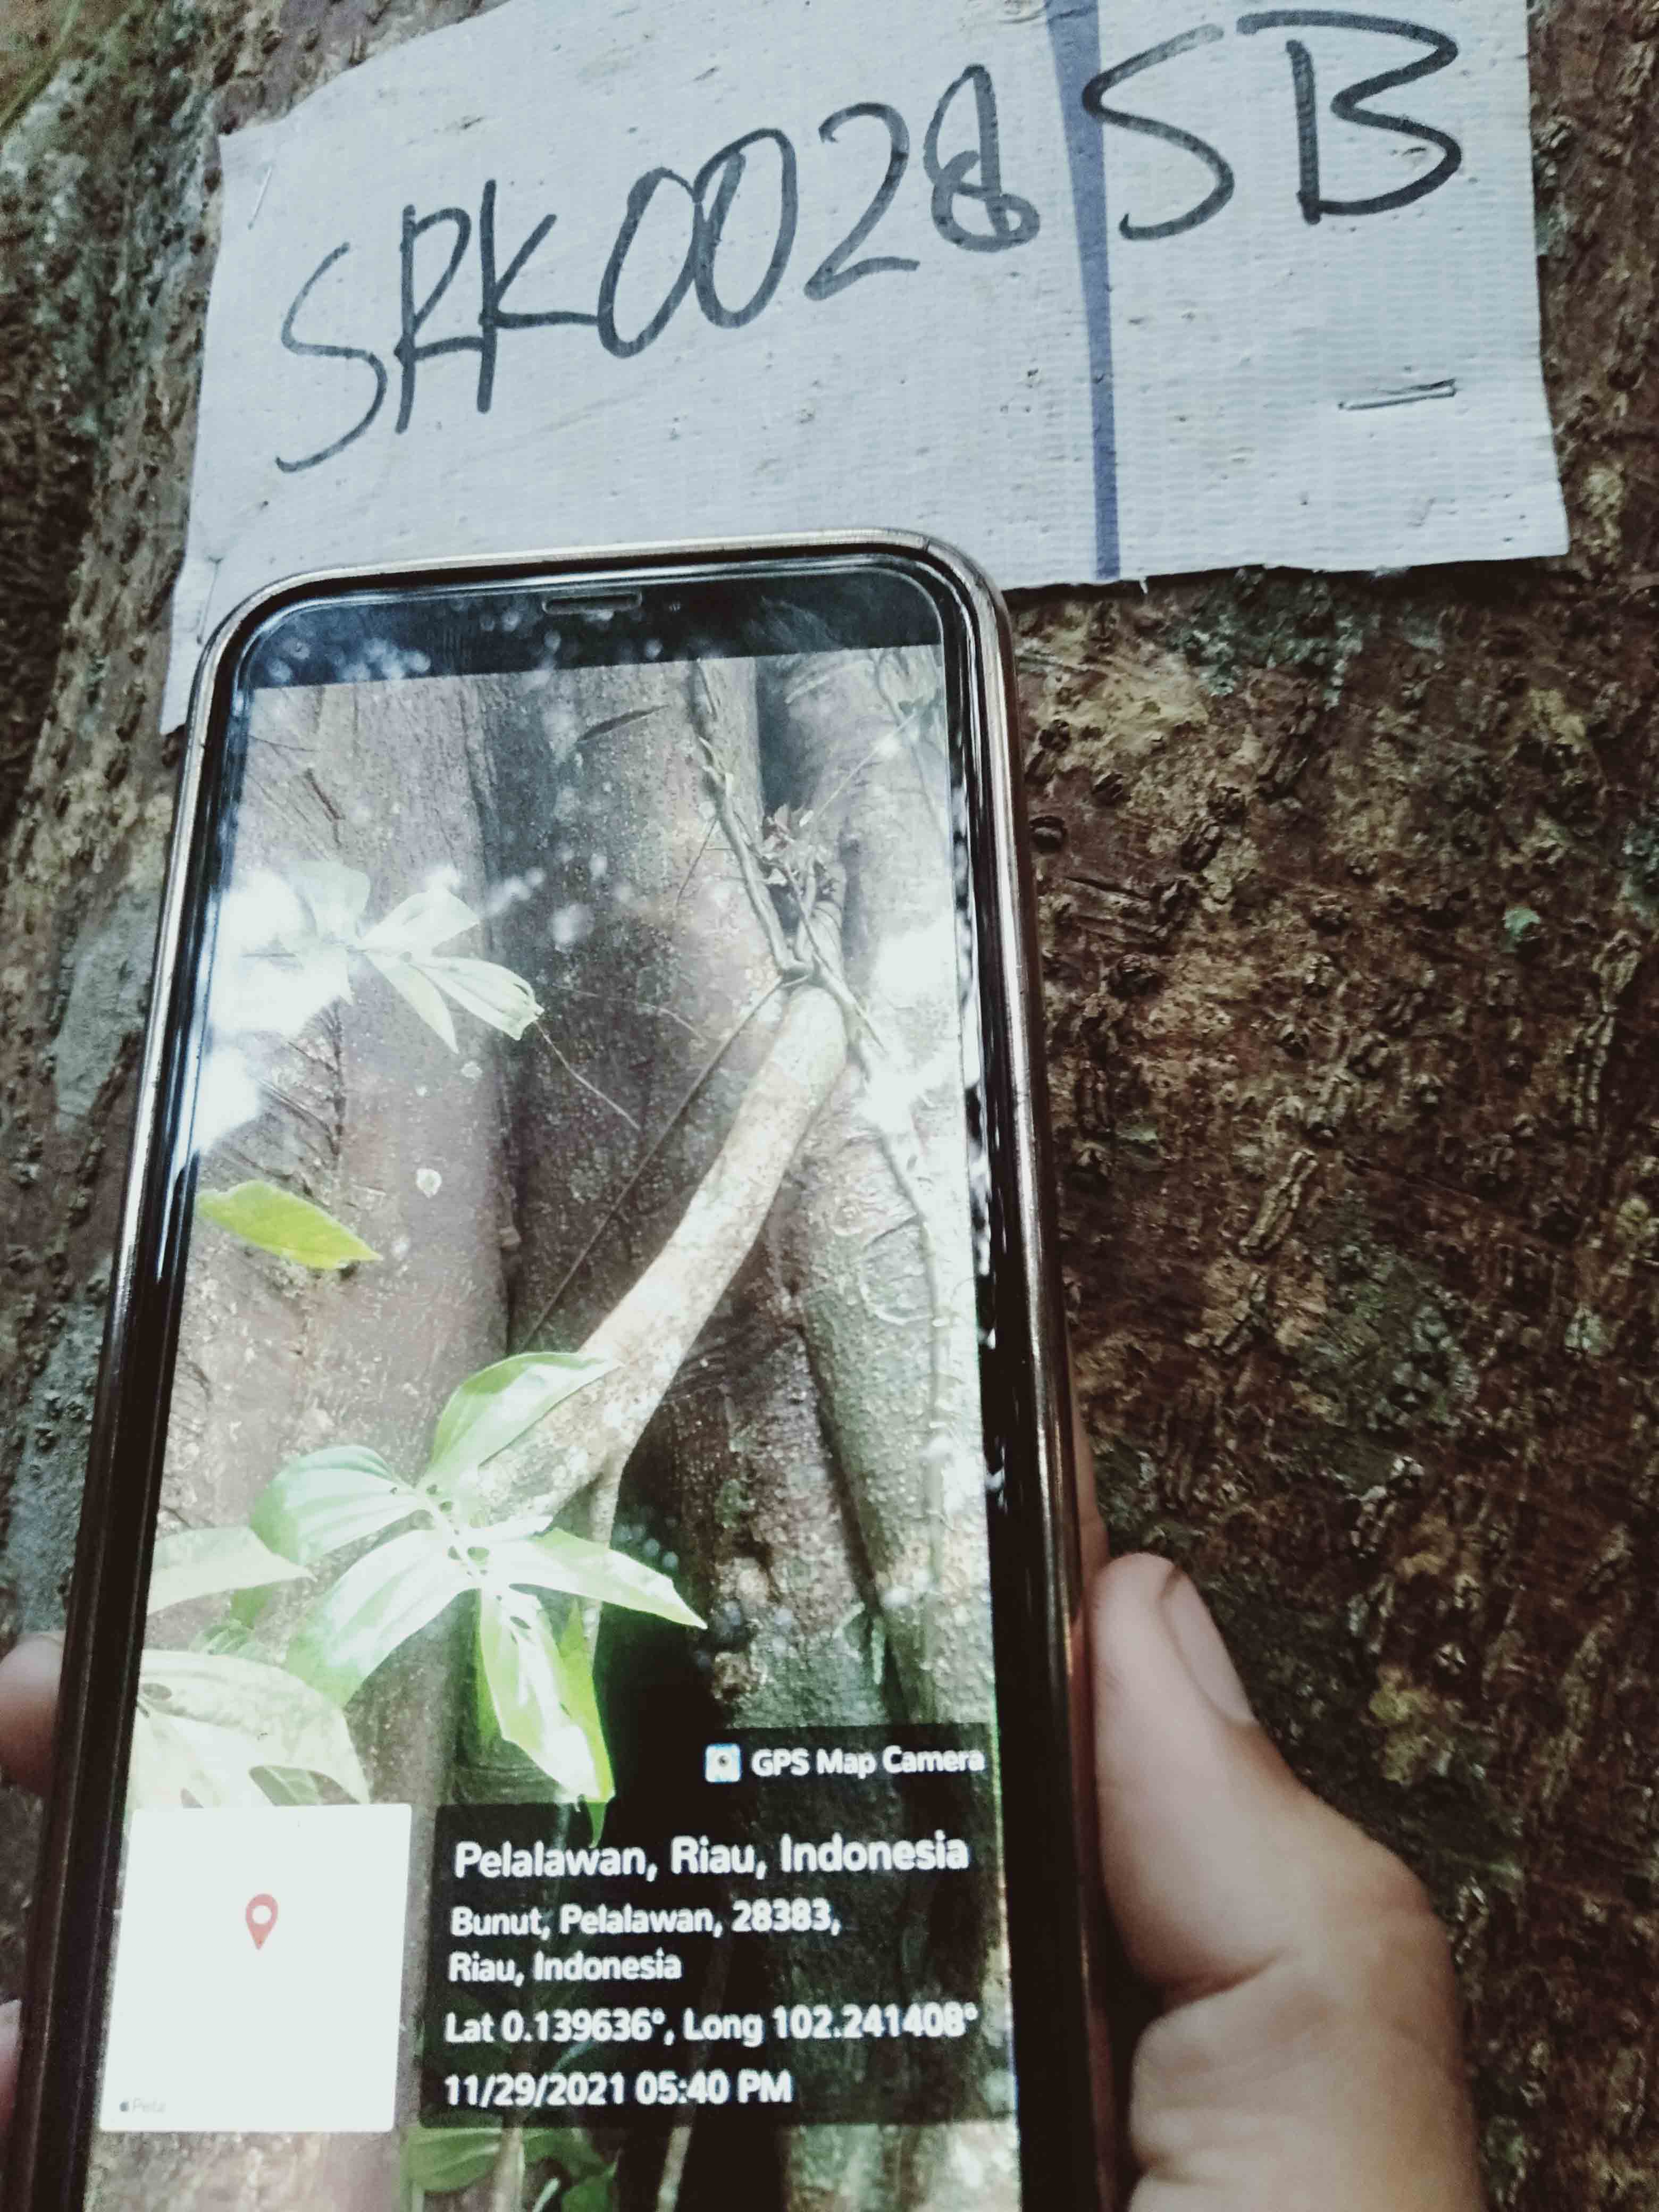 SRK0028 SB
GPS Map Camera
Pelalawan, Riau, Indonesia
Bunut, Pelalawan, 28383,
Riau, Indonesia
Lat 0.139636°, Long 102.241408°
11/29/2021 05:40 PM
Peta